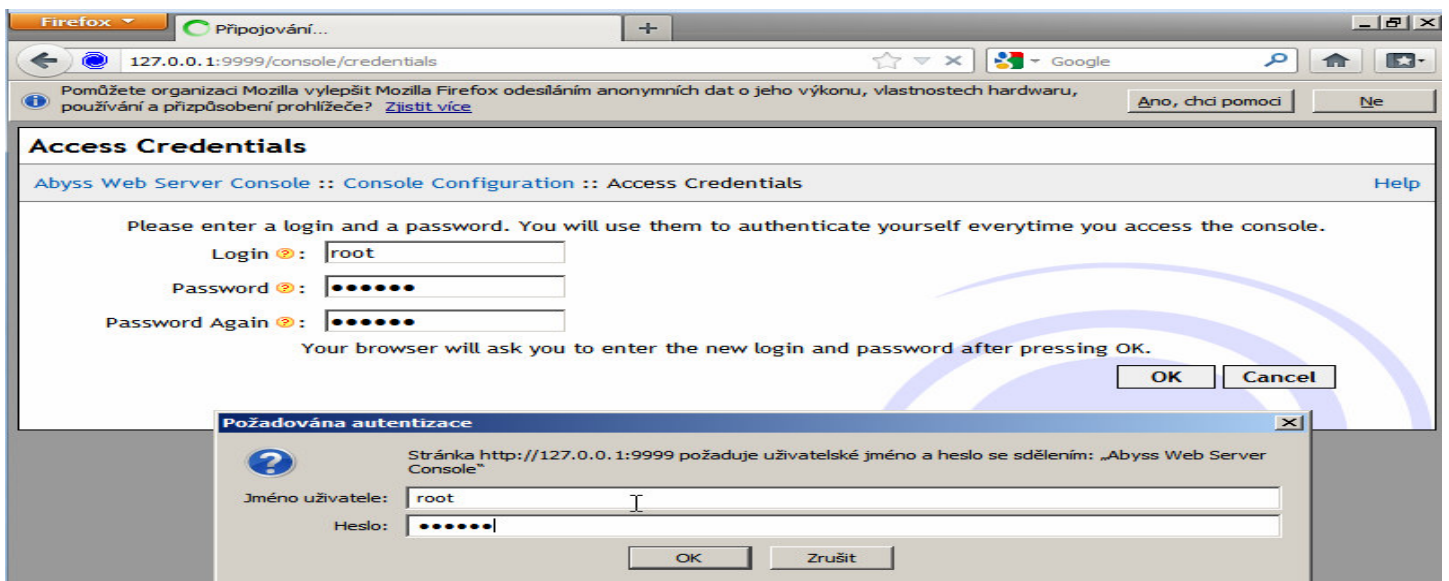 Firefox
Připojování...
127.0.0.1:9999/console/credentials
Google
Pomůžete organizaci Mozilla vylepšit Mozilla Firefox odesíláním anonymních dat o jeho výkonu, vlastnostech hardwaru,
používání a přizpůsobení prohlížeče? Zjistit více
Ano, chci pomoci
Ne
Access Credentials
Abyss Web Server Console :: Console Configuration :: Access Credentials
Help
Please enter a login and a password. You will use them to authenticate yourself everytime you access the console.
Login ?: root
Password ?: ●●●●●●
Password Again ?: ●●●●●●
Your browser will ask you to enter the new login and password after pressing OK.
OK
Cancel
Požadována autentizace
Stránka http://127.0.0.1:9999 požaduje uživatelské jméno a heslo se sdělením: „Abyss Web Server
Console“
Jméno uživatele: root
Heslo: ●●●●●●
OK
Zrušit